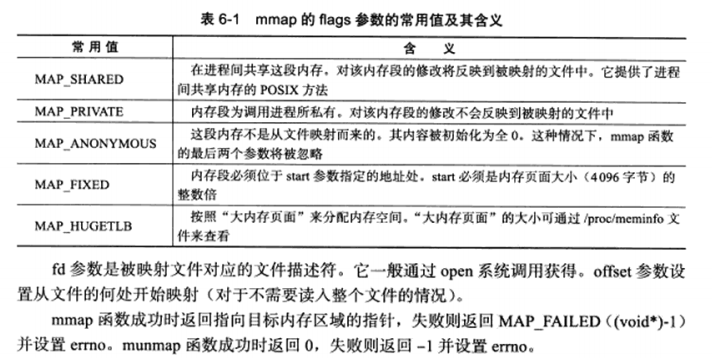 表 6-1 mmap 的 flags 参数的常用值及其含义
常用值 含义
MAP_SHARED 在进程间共享这段内存。对该内存段的修改将反映到被映射的文件中。它提供了进程
间共享内存的 POSIX 方法
MAP_PRIVATE 内存段为调用进程所私有。对该内存段的修改不会反映到被映射的文件中
MAP_ANONYMOUS 这段内存不是从文件映射而来的。其内容被初始化为全 0。这种情况下，mmap 函数
的最后两个参数将被忽略
MAP_FIXED 内存段必须位于 start 参数指定的地址处。start 必须是内存页面大小（4096 字节）的
整数倍
MAP_HUGETLB 按照“大内存页面”来分配内存空间。“大内存页面”的大小可通过 /proc/meminfo 文
件来查看
fd 参数是被映射文件对应的文件描述符。它一般通过 open 系统调用获得。offset 参数设
置从文件的何处开始映射（对于不需要读入整个文件的情况）。
mmap 函数成功时返回指向目标内存区域的指针，失败则返回 MAP_FAILED（(void*)-1）
并设置 errno。munmap 函数成功时返回 0，失败则返回 –1 并设置 errno。